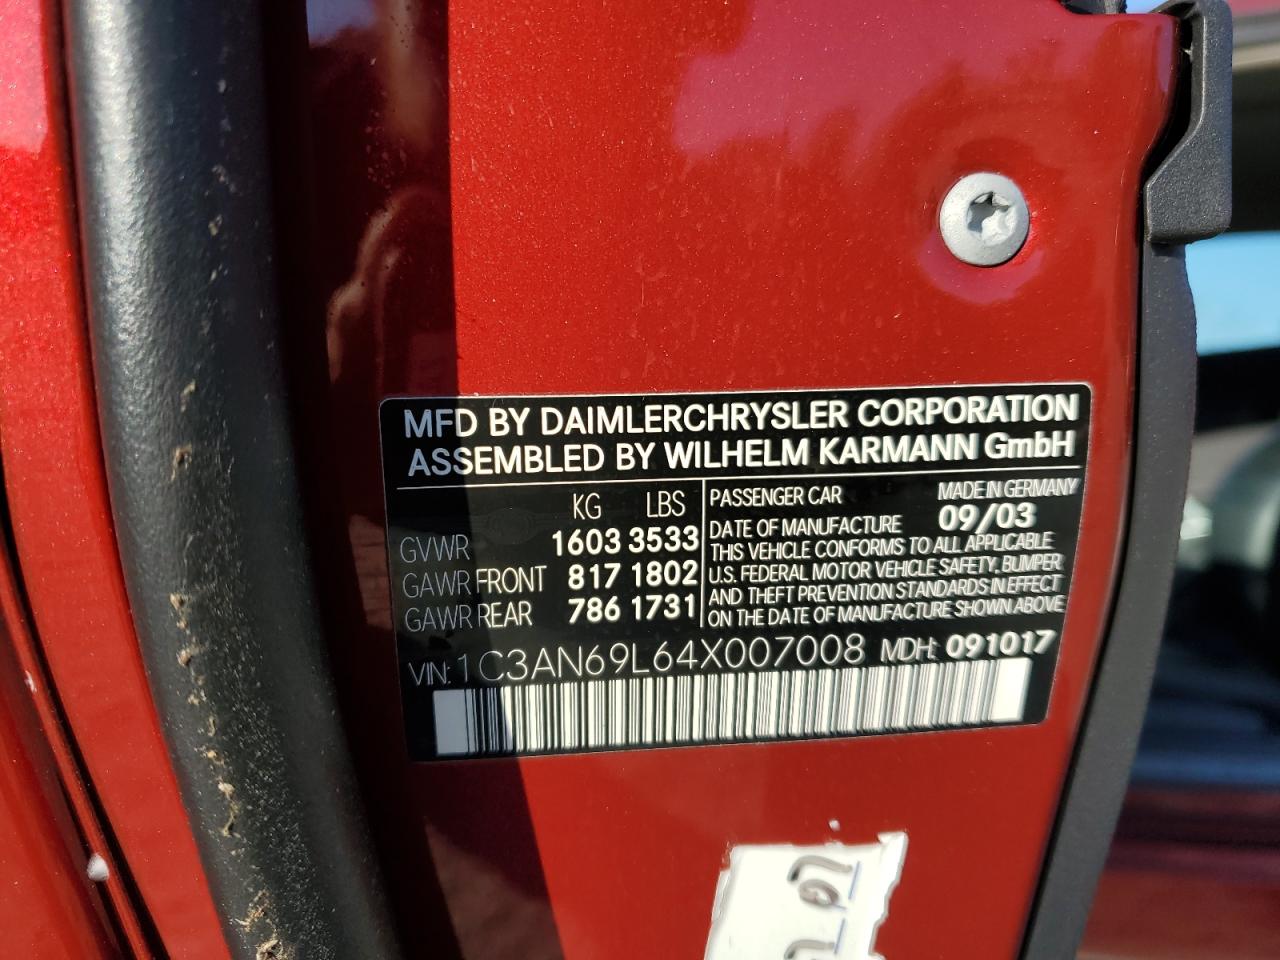 MFD BY DAIMLERCHRYSLER CORPORATION
ASSEMBLED BY WILHELM KARMANN GmbH
KG LBS
GVWR 1603 3533
GAWR FRONT 817 1802
GAWR REAR 786 1731
PASSENGER CAR MADE IN GERMANY
DATE OF MANUFACTURE 09/03
THIS VEHICLE CONFORMS TO ALL APPLICABLE
U.S. FEDERAL MOTOR VEHICLE SAFETY, BUMPER
AND THEFT PREVENTION STANDARDS IN EFFECT
ON THE DATE OF MANUFACTURE SHOWN ABOVE
VIN: 1C3AN69L64X007008 MDH: 091017